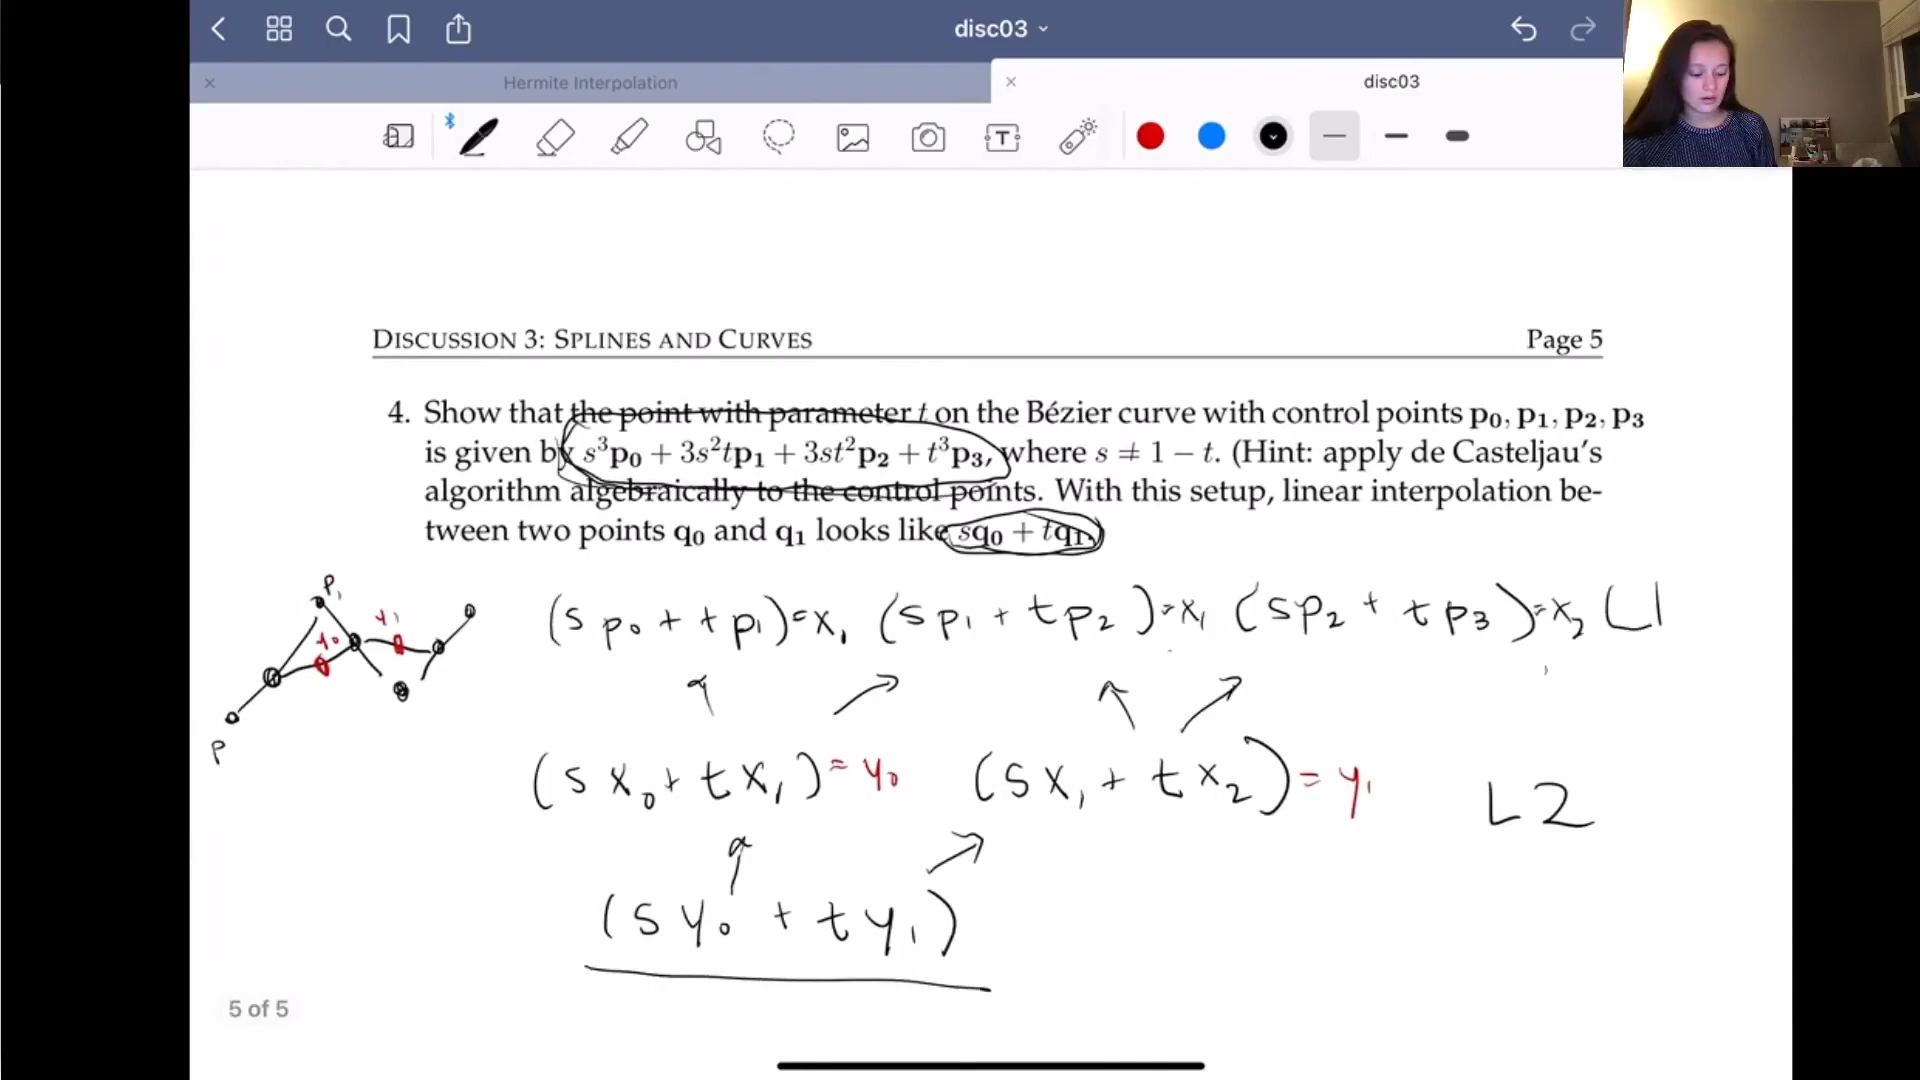 disc03
Hermite Interpolation
disc03
T
DISCUSSION 3: SPLINES AND CURVES Page 5
4. Show that the point with parameter t on the Bézier curve with control points p₀, p₁, p₂, p₃
is given by s³p₀ + 3s²tp₁ + 3st²p₂ + t³p₃, where s ≠ 1 − t. (Hint: apply de Casteljau’s
algorithm algebraically to the control points. With this setup, linear interpolation be-
tween two points q₀ and q₁ looks like sq₀ + tq₁.
P₁
y₁
y₀
P
(s p₀ + t p₁) = x₁ (s p₁ + t p₂) = x₁ (s p₂ + t p₃) = x₂ L1
(s x₀ + t x₁) = y₀ (s x₁ + t x₂) = y₁ L2
(s y₀ + t y₁)
5 of 5